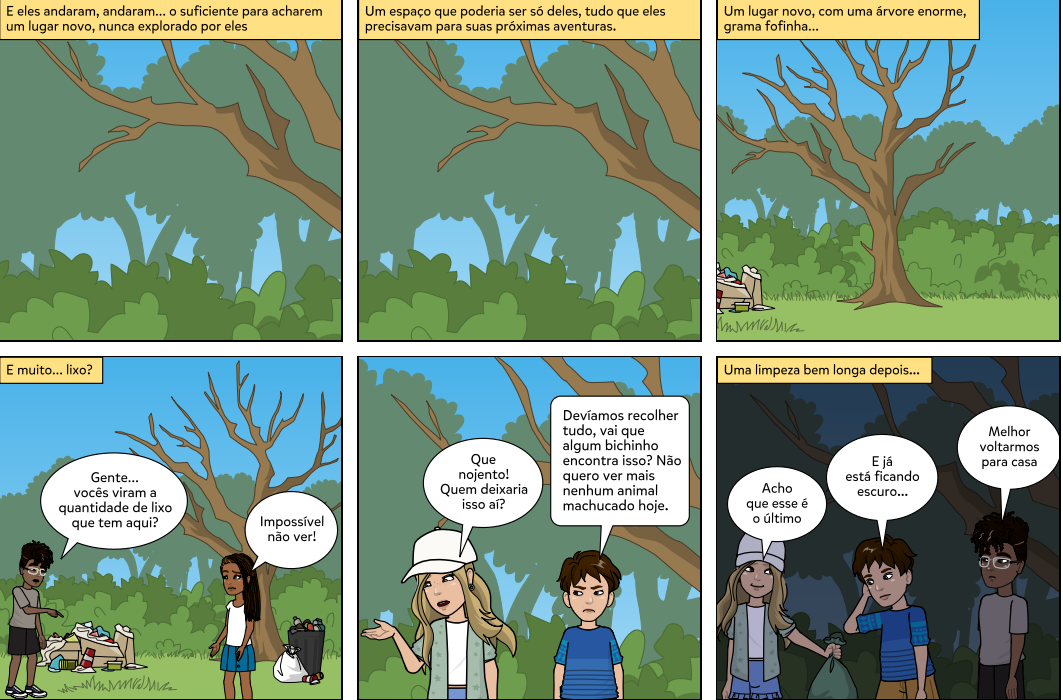 E eles andaram, andaram... o suficiente para acharem
um lugar novo, nunca explorado por eles
Um espaço que poderia ser só deles, tudo que eles
precisavam para suas próximas aventuras.
Um lugar novo, com uma árvore enorme,
grama fofinha...
E muito... lixo?
Gente...
vocês viram a
quantidade de lixo
que tem aqui?
Impossível
não ver!
Que
nojento!
Quem deixaria
isso aí?
Devíamos recolher
tudo, vai que
algum bichinho
encontra isso? Não
quero ver mais
nenhum animal
machucado hoje.
Uma limpeza bem longa depois...
Acho
que esse é
o último
E já
está ficando
escuro...
Melhor
voltarmos
para casa